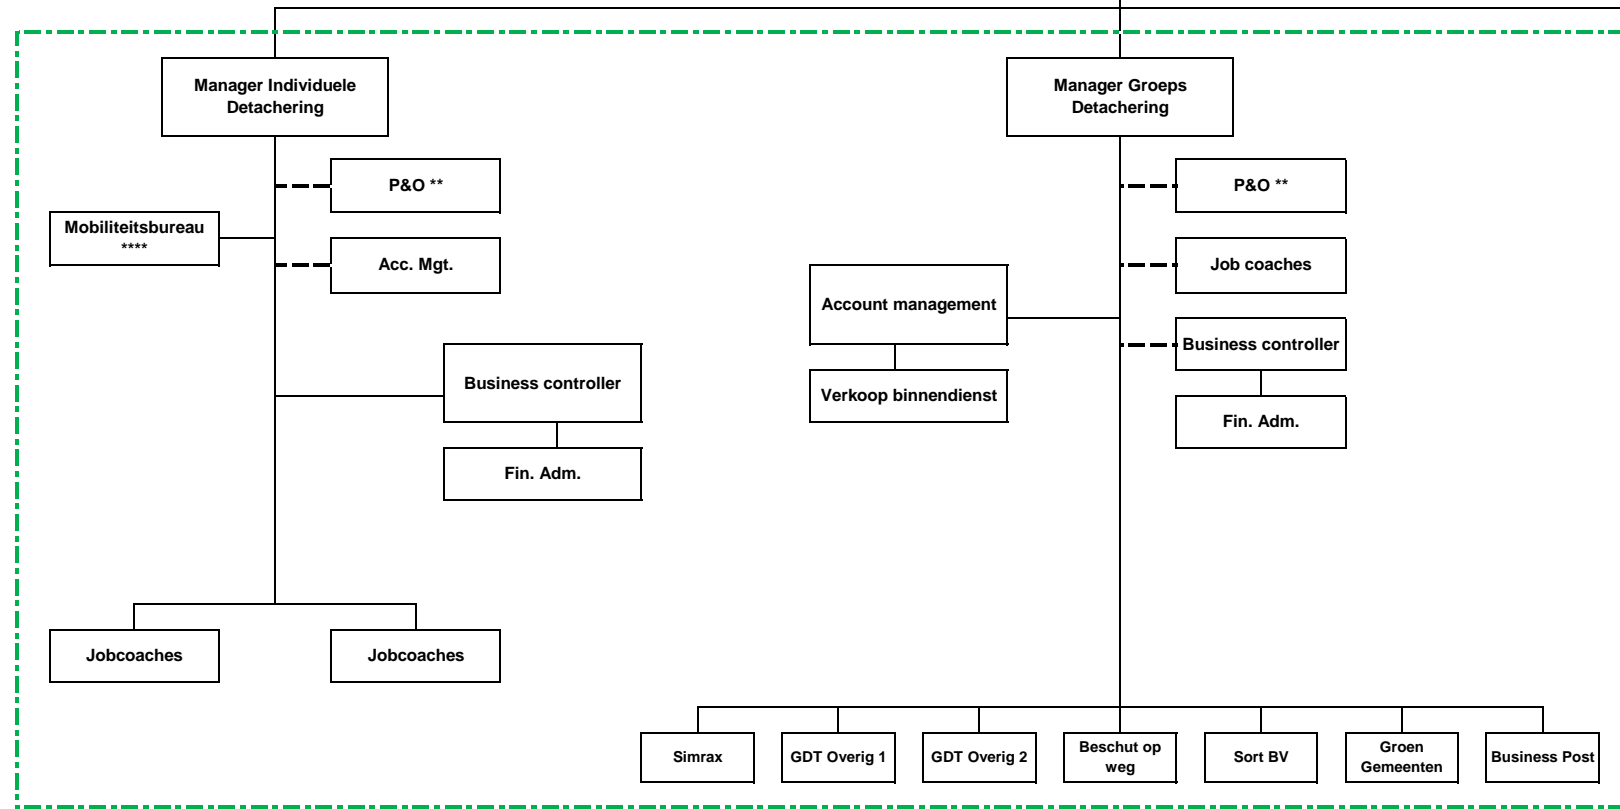 Manager Individuele
Detachering
P&O **
Mobiliteitsbureau
****
Acc. Mgt.
Business controller
Fin. Adm.
Jobcoaches
Jobcoaches
Manager Groeps
Detachering
P&O **
Job coaches
Account management
Business controller
Verkoop binnendienst
Fin. Adm.
Simrax
GDT Overig 1
GDT Overig 2
Beschut op
weg
Sort BV
Groen
Gemeenten
Business Post